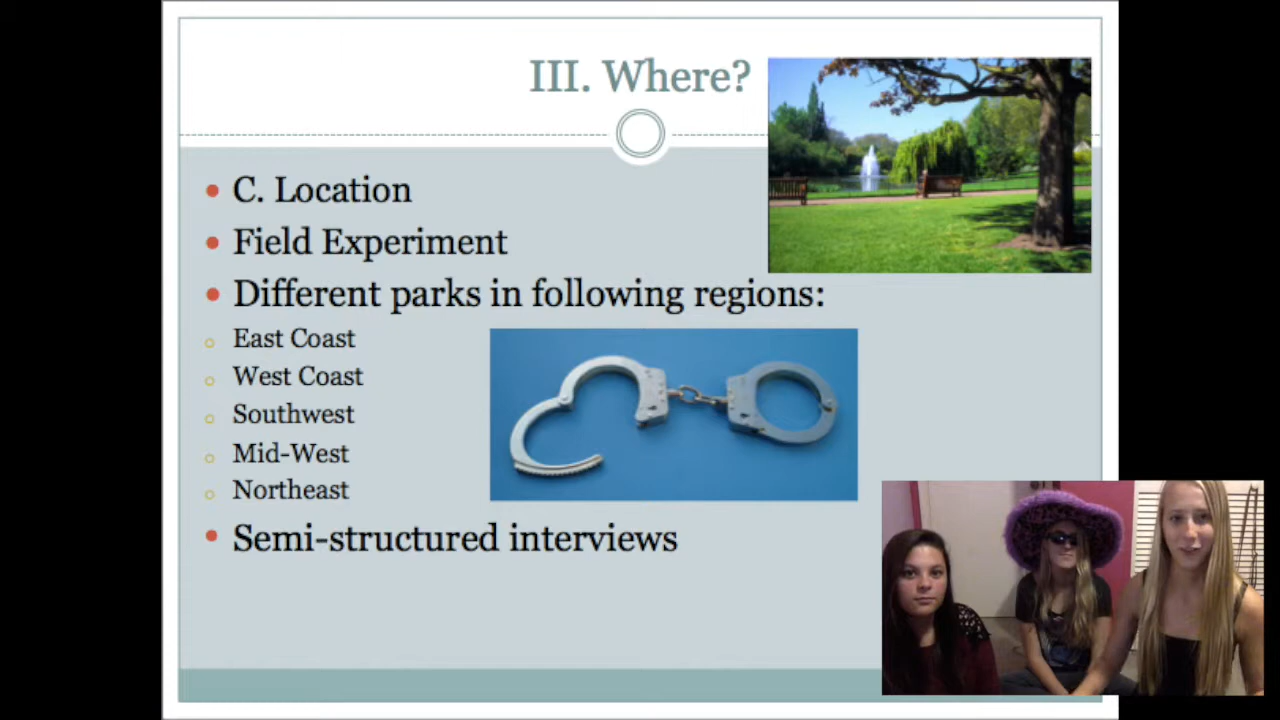 III. Where?
C. Location
Field Experiment
Different parks in following regions:
East Coast
West Coast
Southwest
Mid-West
Northeast
Semi-structured interviews